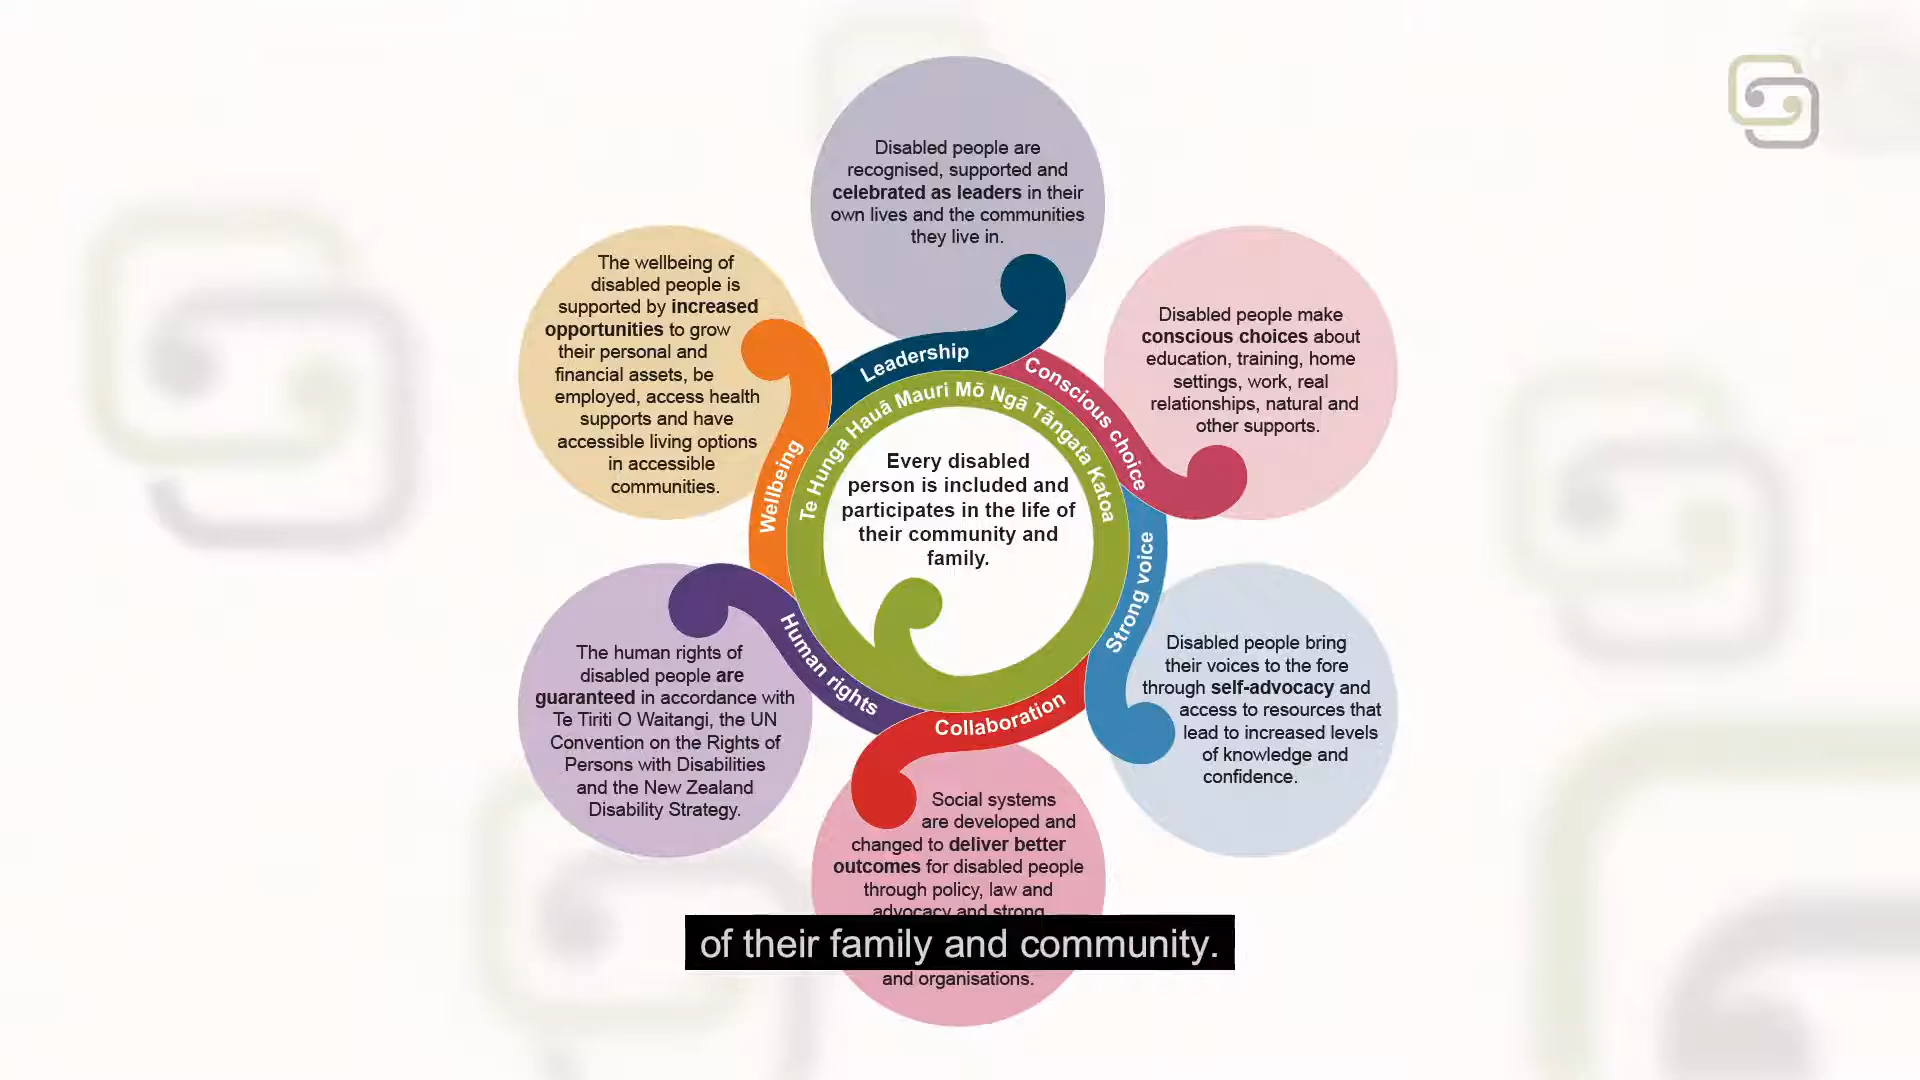 Disabled people are
recognised, supported and
celebrated as leaders in their
own lives and the communities
they live in.
Leadership
Disabled people make
conscious choices about
education, training, home
settings, work, real
relationships, natural and
other supports.
Conscious choice
Disabled people bring
their voices to the fore
through self-advocacy and
access to resources that
lead to increased levels
of knowledge and
confidence.
Strong voice
Social systems
are developed and
changed to deliver better
outcomes for disabled people
through policy, law and
advocacy and strong
and organisations.
Collaboration
The human rights of
disabled people are
guaranteed in accordance with
Te Tiriti O Waitangi, the UN
Convention on the Rights of
Persons with Disabilities
and the New Zealand
Disability Strategy.
Human rights
The wellbeing of
disabled people is
supported by increased
opportunities to grow
their personal and
financial assets, be
employed, access health
supports and have
accessible living options
in accessible
communities.
Wellbeing
Te Hunga Hauā Mauri Mō Ngā Tāngata Katoa
Every disabled
person is included and
participates in the life of
their community and
family.
of their family and community.